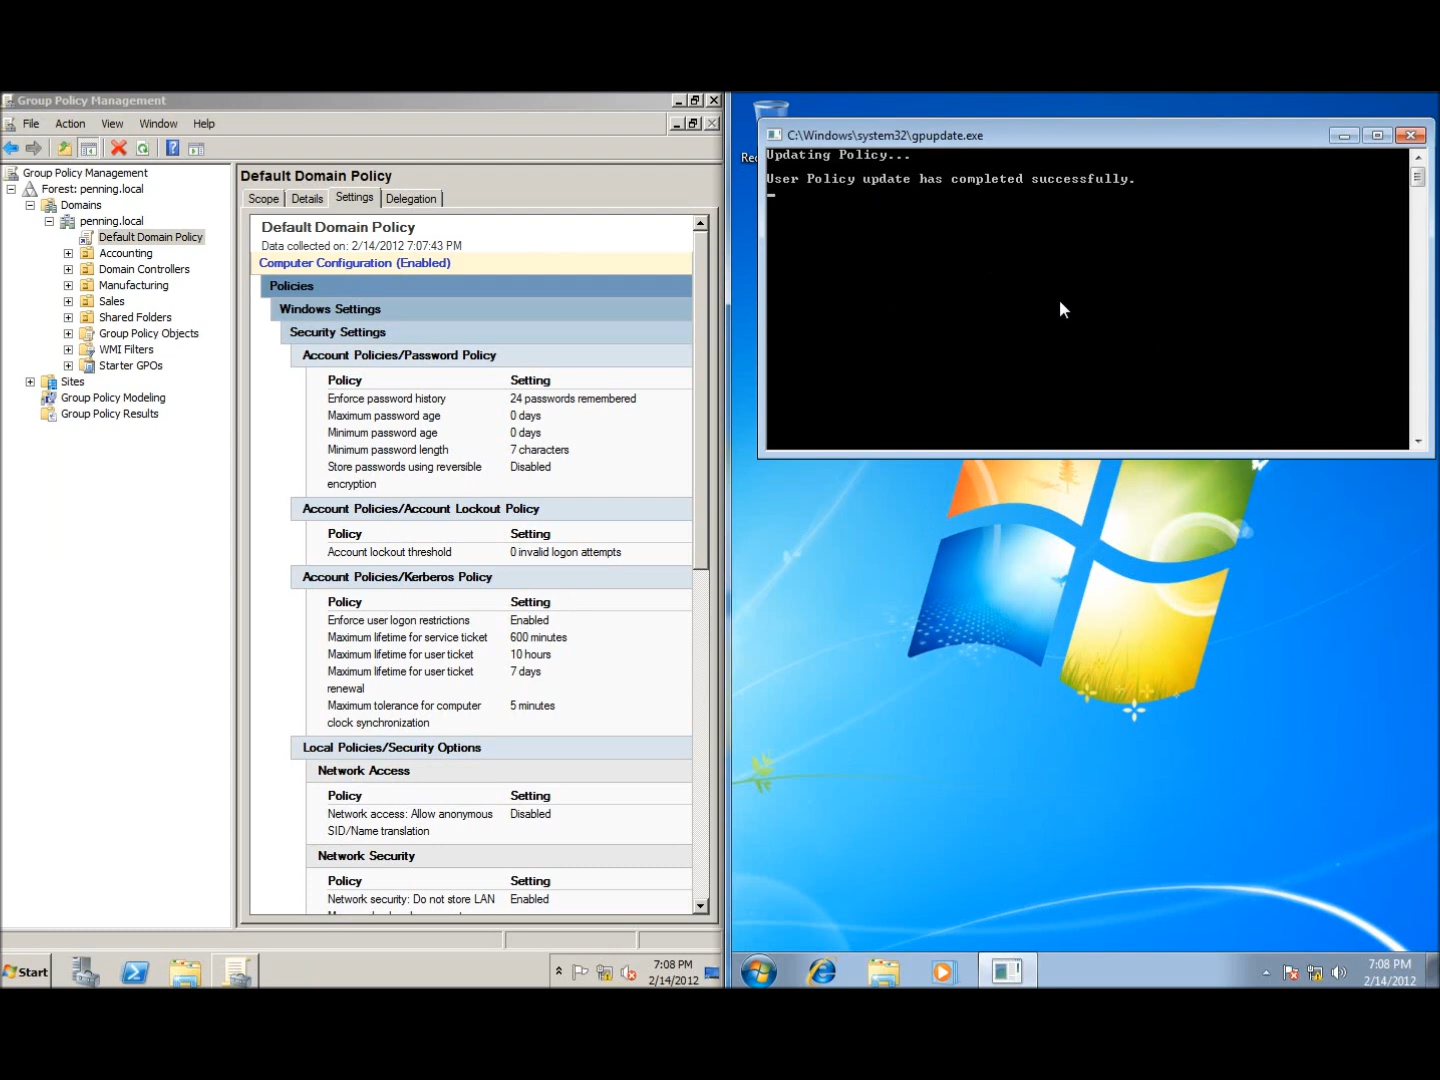 Group Policy Management
File Action View Window Help
Group Policy Management
Forest: penning.local
Domains
penning.local
Default Domain Policy
Accounting
Domain Controllers
Manufacturing
Sales
Shared Folders
Group Policy Objects
WMI Filters
Starter GPOs
Sites
Group Policy Modeling
Group Policy Results
Default Domain Policy
Scope Details Settings Delegation
Default Domain Policy
Data collected on: 2/14/2012 7:07:43 PM
Computer Configuration (Enabled)
Policies
Windows Settings
Security Settings
Account Policies/Password Policy
Policy Setting
Enforce password history 24 passwords remembered
Maximum password age 0 days
Minimum password age 0 days
Minimum password length 7 characters
Store passwords using reversible Disabled
encryption
Account Policies/Account Lockout Policy
Policy Setting
Account lockout threshold 0 invalid logon attempts
Account Policies/Kerberos Policy
Policy Setting
Enforce user logon restrictions Enabled
Maximum lifetime for service ticket 600 minutes
Maximum lifetime for user ticket 10 hours
Maximum lifetime for user ticket 7 days
renewal
Maximum tolerance for computer 5 minutes
clock synchronization
Local Policies/Security Options
Network Access
Policy Setting
Network access: Allow anonymous Disabled
SID/Name translation
Network Security
Policy Setting
Network security: Do not store LAN Enabled
Start
7:08 PM
2/14/2012
C:\Windows\system32\gpupdate.exe
Updating Policy...
User Policy update has completed successfully.
7:08 PM
2/14/2012